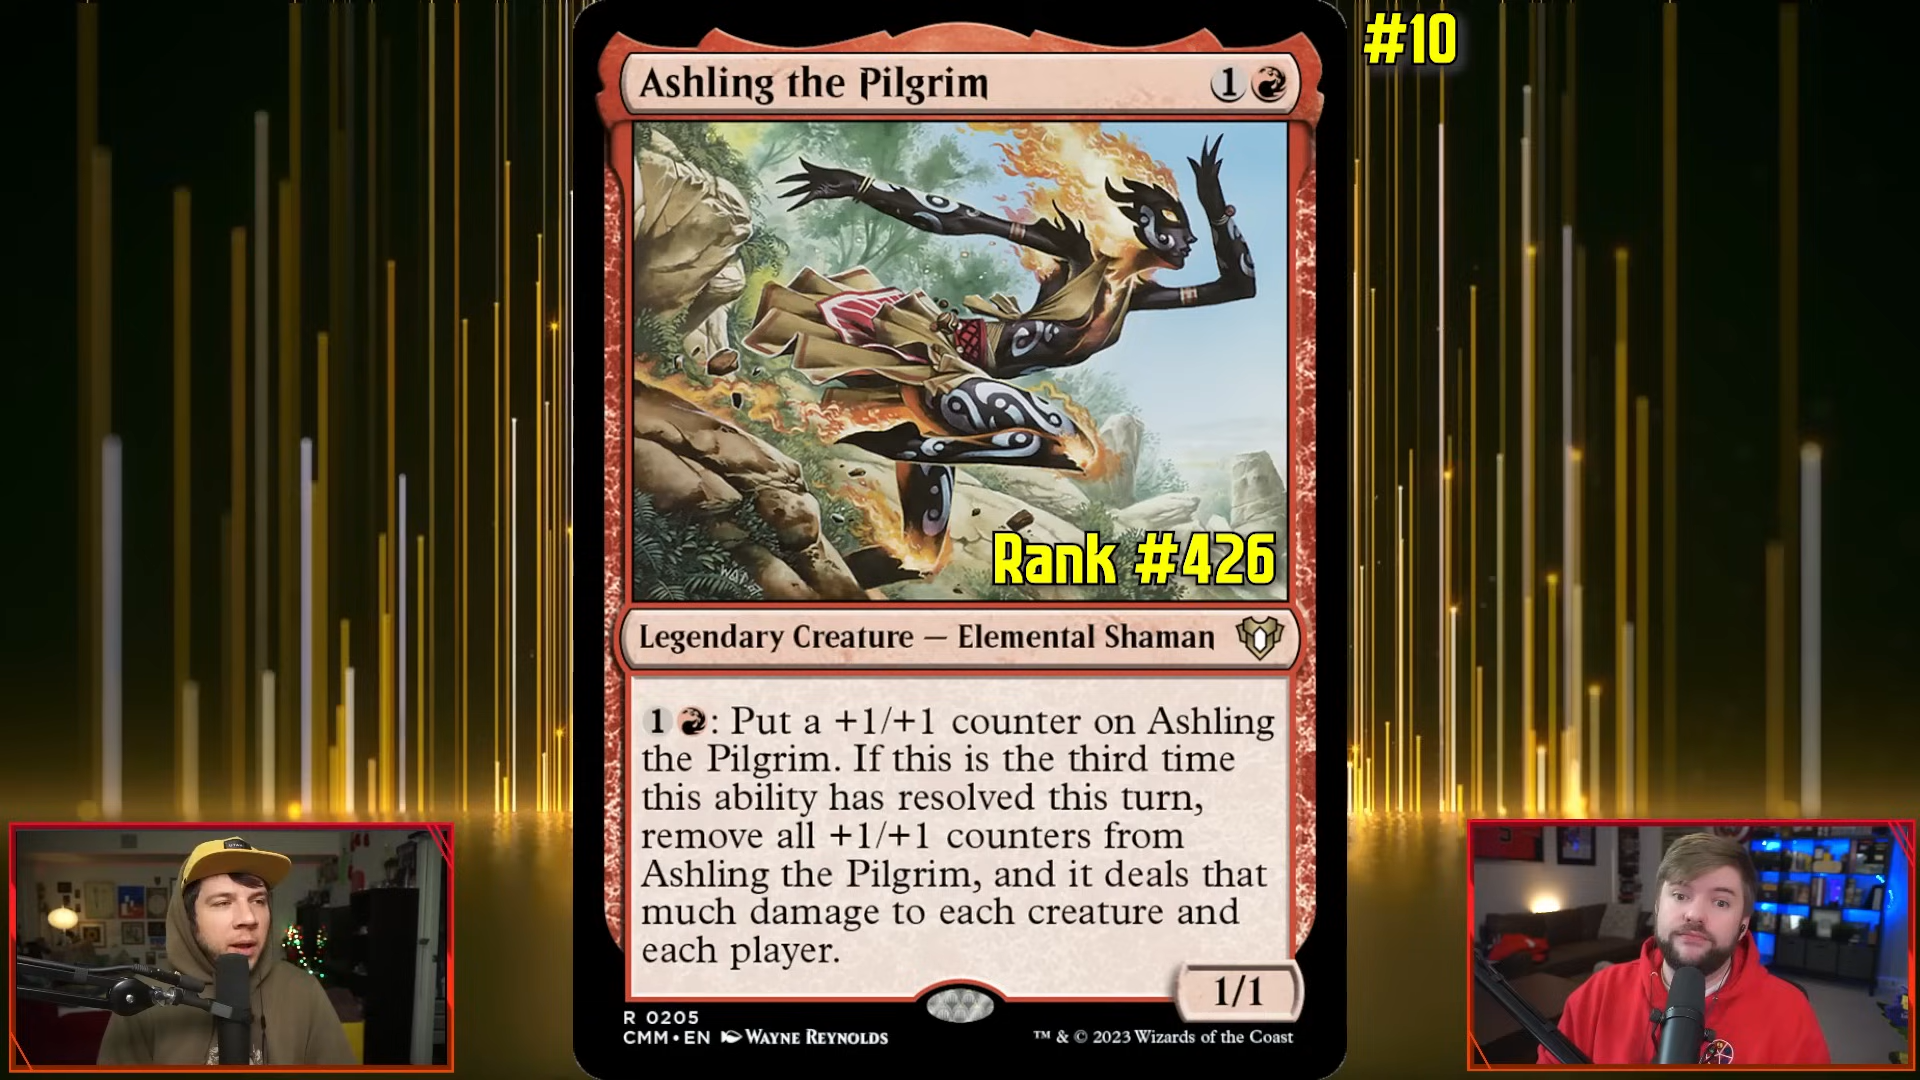 #10
Ashling the Pilgrim 1
Rank #426
Legendary Creature — Elemental Shaman
1 : Put a +1/+1 counter on Ashling
the Pilgrim. If this is the third time
this ability has resolved this turn,
remove all +1/+1 counters from
Ashling the Pilgrim, and it deals that
much damage to each creature and
each player.
1/1
R 0205
CMM • EN WAYNE REYNOLDS
™ & © 2023 Wizards of the Coast